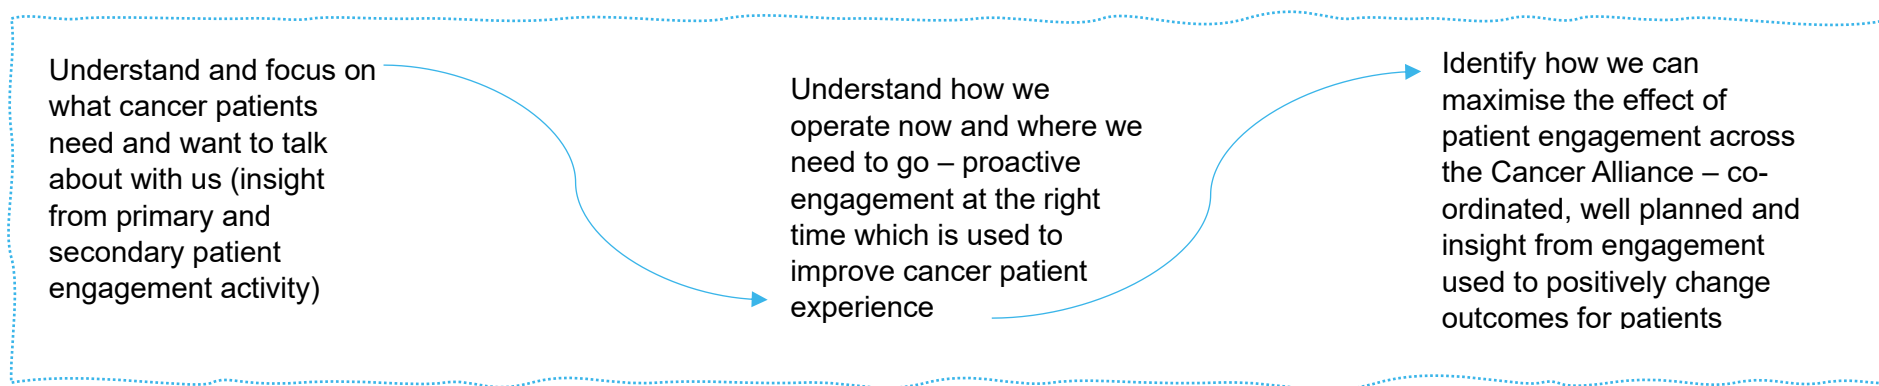 Understand and focus on
what cancer patients
need and want to talk
about with us (insight
from primary and
secondary patient
engagement activity)
Understand how we
operate now and where we
need to go – proactive
engagement at the right
time which is used to
improve cancer patient
experience
Identify how we can
maximise the effect of
patient engagement across
the Cancer Alliance – co-
ordinated, well planned and
insight from engagement
used to positively change
outcomes for patients